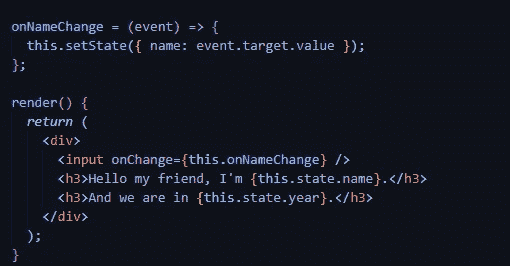 onNameChange = (event) => {
  this.setState({ name: event.target.value });
};

render() {
  return (
    <div>
      <input onChange={this.onNameChange} />
      <h3>Hello my friend, I'm {this.state.name}.</h3>
      <h3>And we are in {this.state.year}.</h3>
    </div>
  );
}